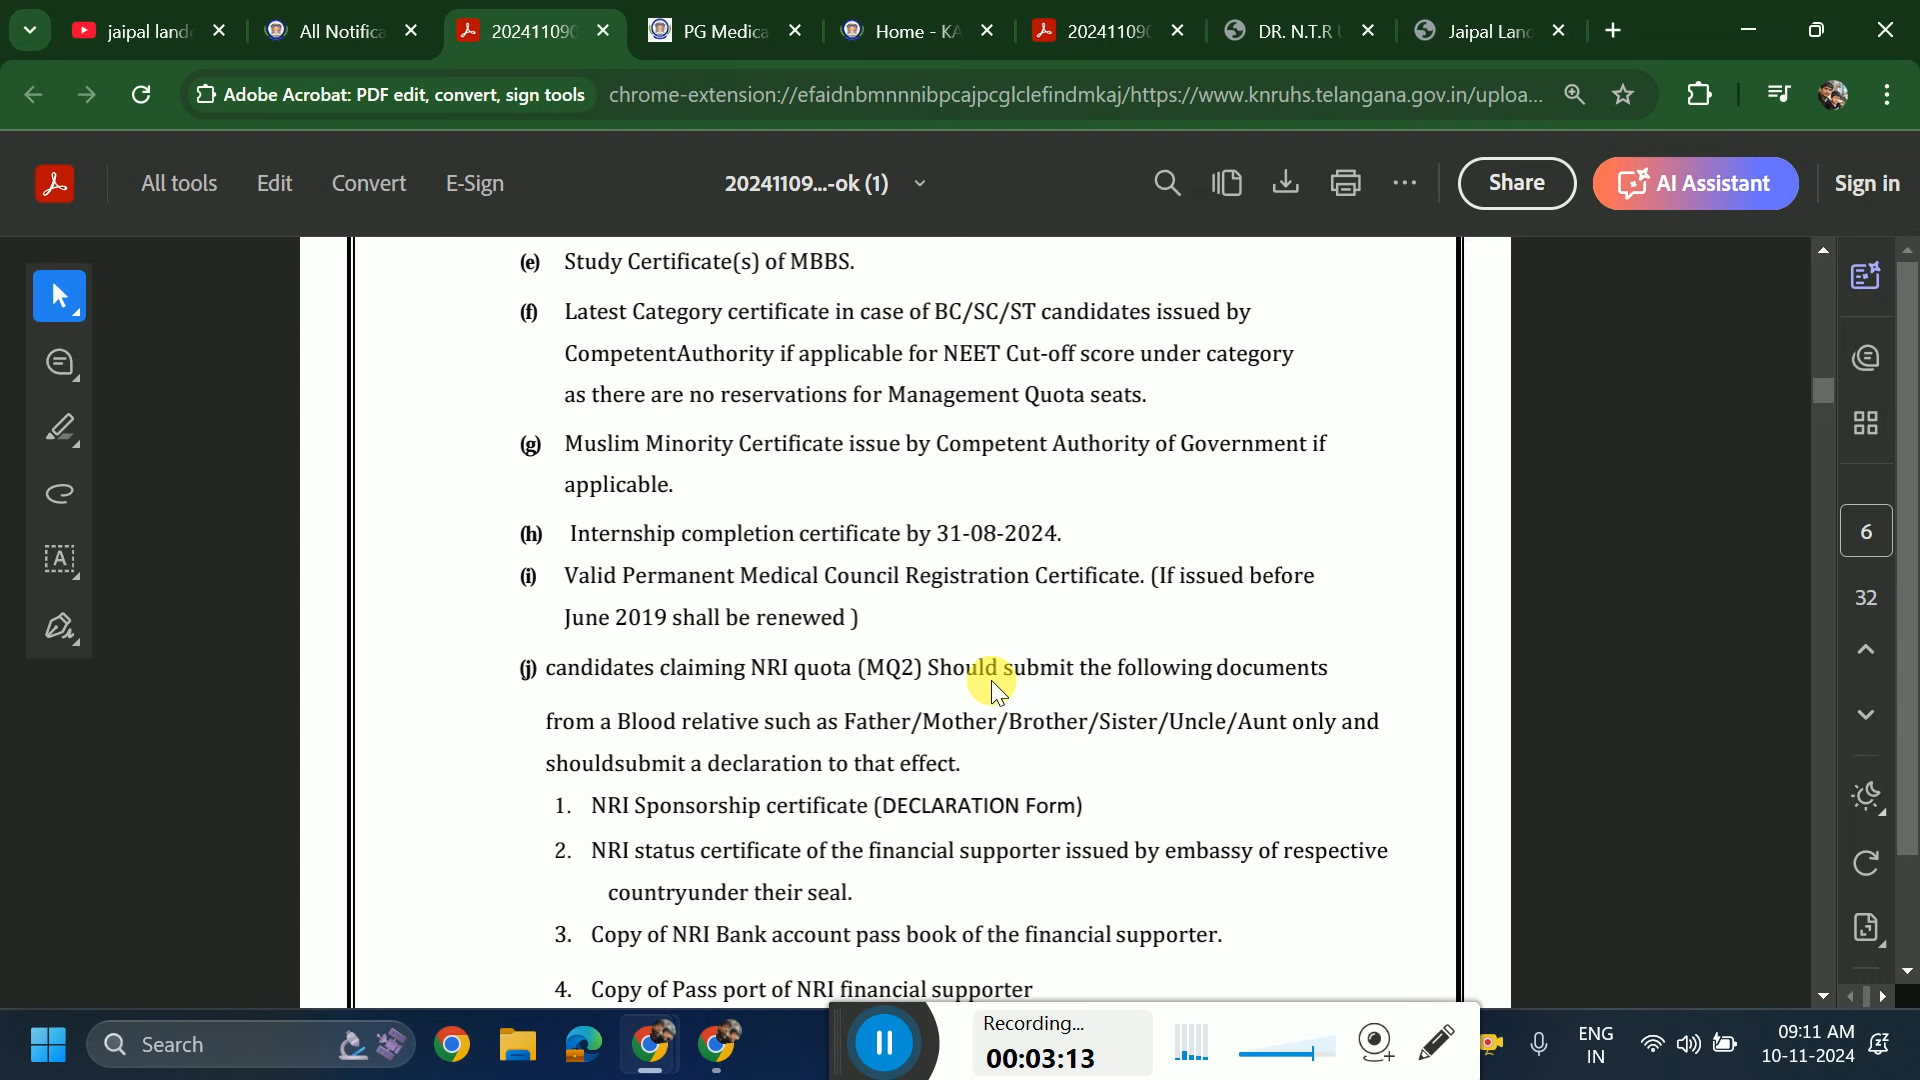 jaipal land
All Notifica
202411090
PG Medica
Home - KA
202411090
DR. N.T.R U
Jaipal Land
Adobe Acrobat: PDF edit, convert, sign tools
chrome-extension://efaidnbmnnnibpcajpcglclefindmkaj/https://www.knruhs.telangana.gov.in/uploa...
All tools
Edit
Convert
E-Sign
20241109...-ok (1)
Share
AI Assistant
Sign in
(e) Study Certificate(s) of MBBS.
(f) Latest Category certificate in case of BC/SC/ST candidates issued by
CompetentAuthority if applicable for NEET Cut-off score under category
as there are no reservations for Management Quota seats.
(g) Muslim Minority Certificate issue by Competent Authority of Government if
applicable.
(h) Internship completion certificate by 31-08-2024.
(i) Valid Permanent Medical Council Registration Certificate. (If issued before
June 2019 shall be renewed )
(j) candidates claiming NRI quota (MQ2) Should submit the following documents
from a Blood relative such as Father/Mother/Brother/Sister/Uncle/Aunt only and
shouldsubmit a declaration to that effect.
1. NRI Sponsorship certificate (DECLARATION Form)
2. NRI status certificate of the financial supporter issued by embassy of respective
countryunder their seal.
3. Copy of NRI Bank account pass book of the financial supporter.
4. Copy of Pass port of NRI financial supporter
6
32
Search
Recording...
00:03:13
ENG
IN
09:11 AM
10-11-2024